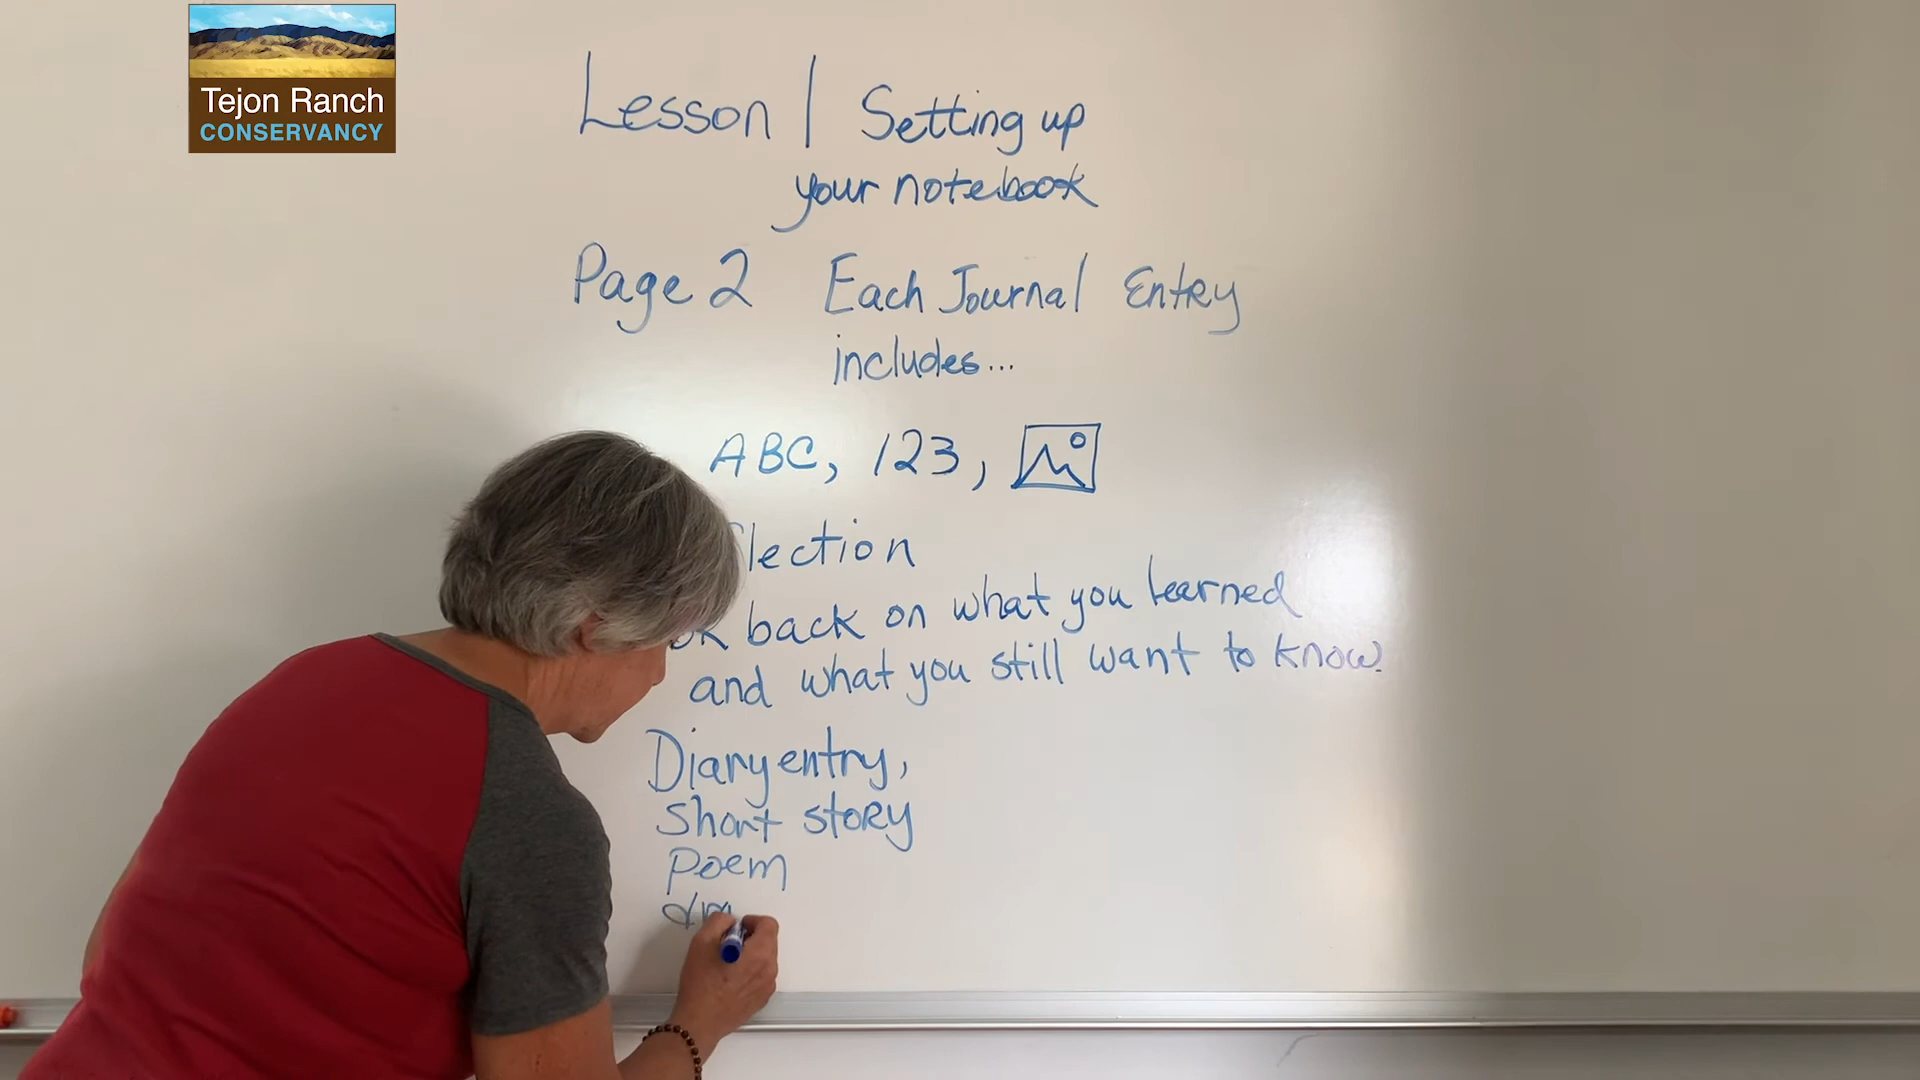 Tejon Ranch
CONSERVANCY
Lesson 1 Setting up
your notebook
Page 2 Each Journal Entry
includes...
ABC, 123,
back on what you learned
and what you still want to know.
Diary entry,
short story
poem